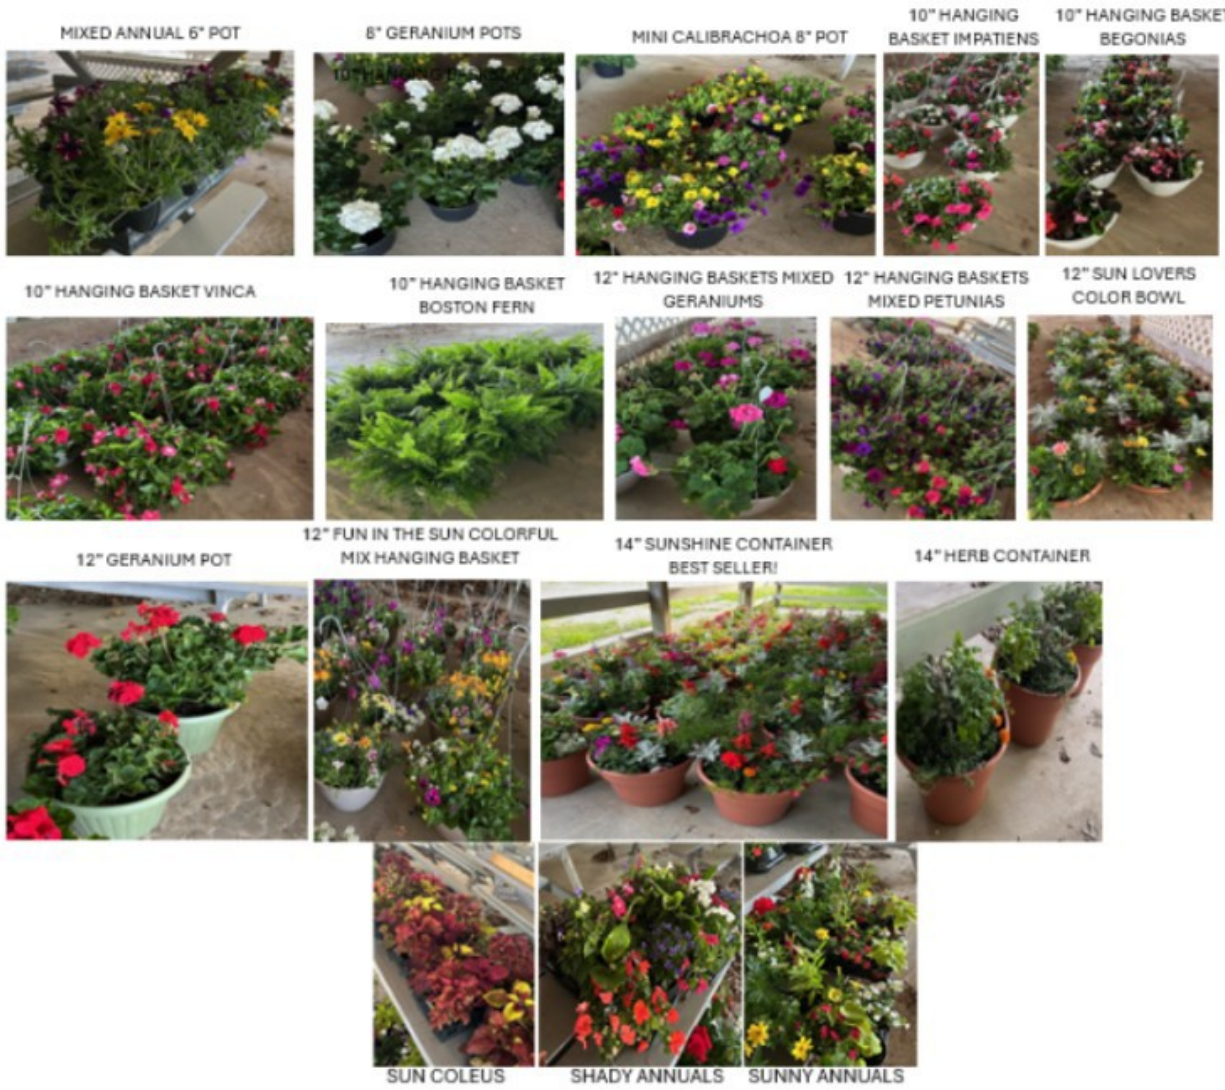 MIXED ANNUAL 6" POT
8" GERANIUM POTS
MINI CALIBRACHOA 8" POT
10" HANGING
BASKET IMPATIENS
10" HANGING BASKET
BEGONIAS
10" HANGING BASKET VINCA
10" HANGING BASKET
BOSTON FERN
12" HANGING BASKETS MIXED
GERANIUMS
12" HANGING BASKETS
MIXED PETUNIAS
12" SUN LOVERS
COLOR BOWL
12" GERANIUM POT
12" FUN IN THE SUN COLORFUL
MIX HANGING BASKET
14" SUNSHINE CONTAINER
BEST SELLER!
14" HERB CONTAINER
SUN COLEUS
SHADY ANNUALS
SUNNY ANNUALS